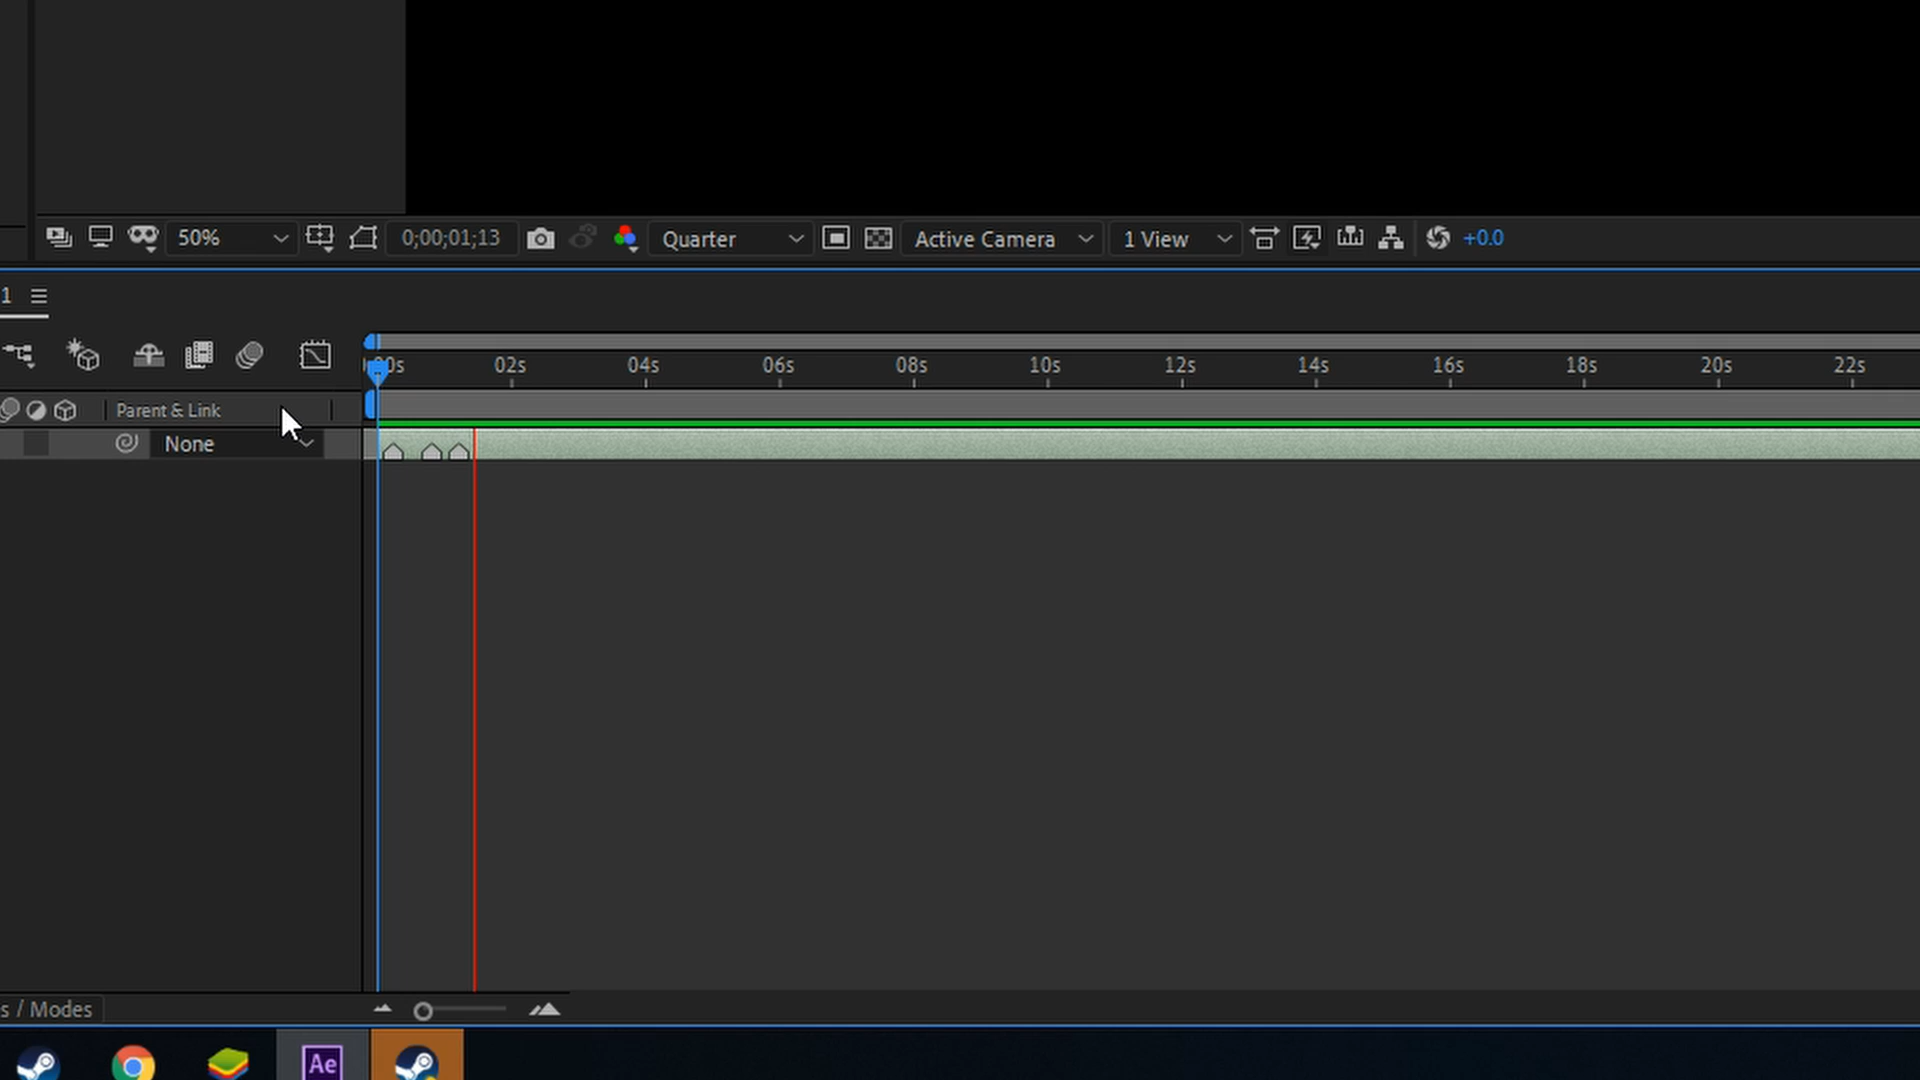 50% 0;00;01;13 Quarter Active Camera 1 View +0.0
1
00s 02s 04s 06s 08s 10s 12s 14s 16s 18s 20s 22s
Parent & Link
None
s / Modes
Ae